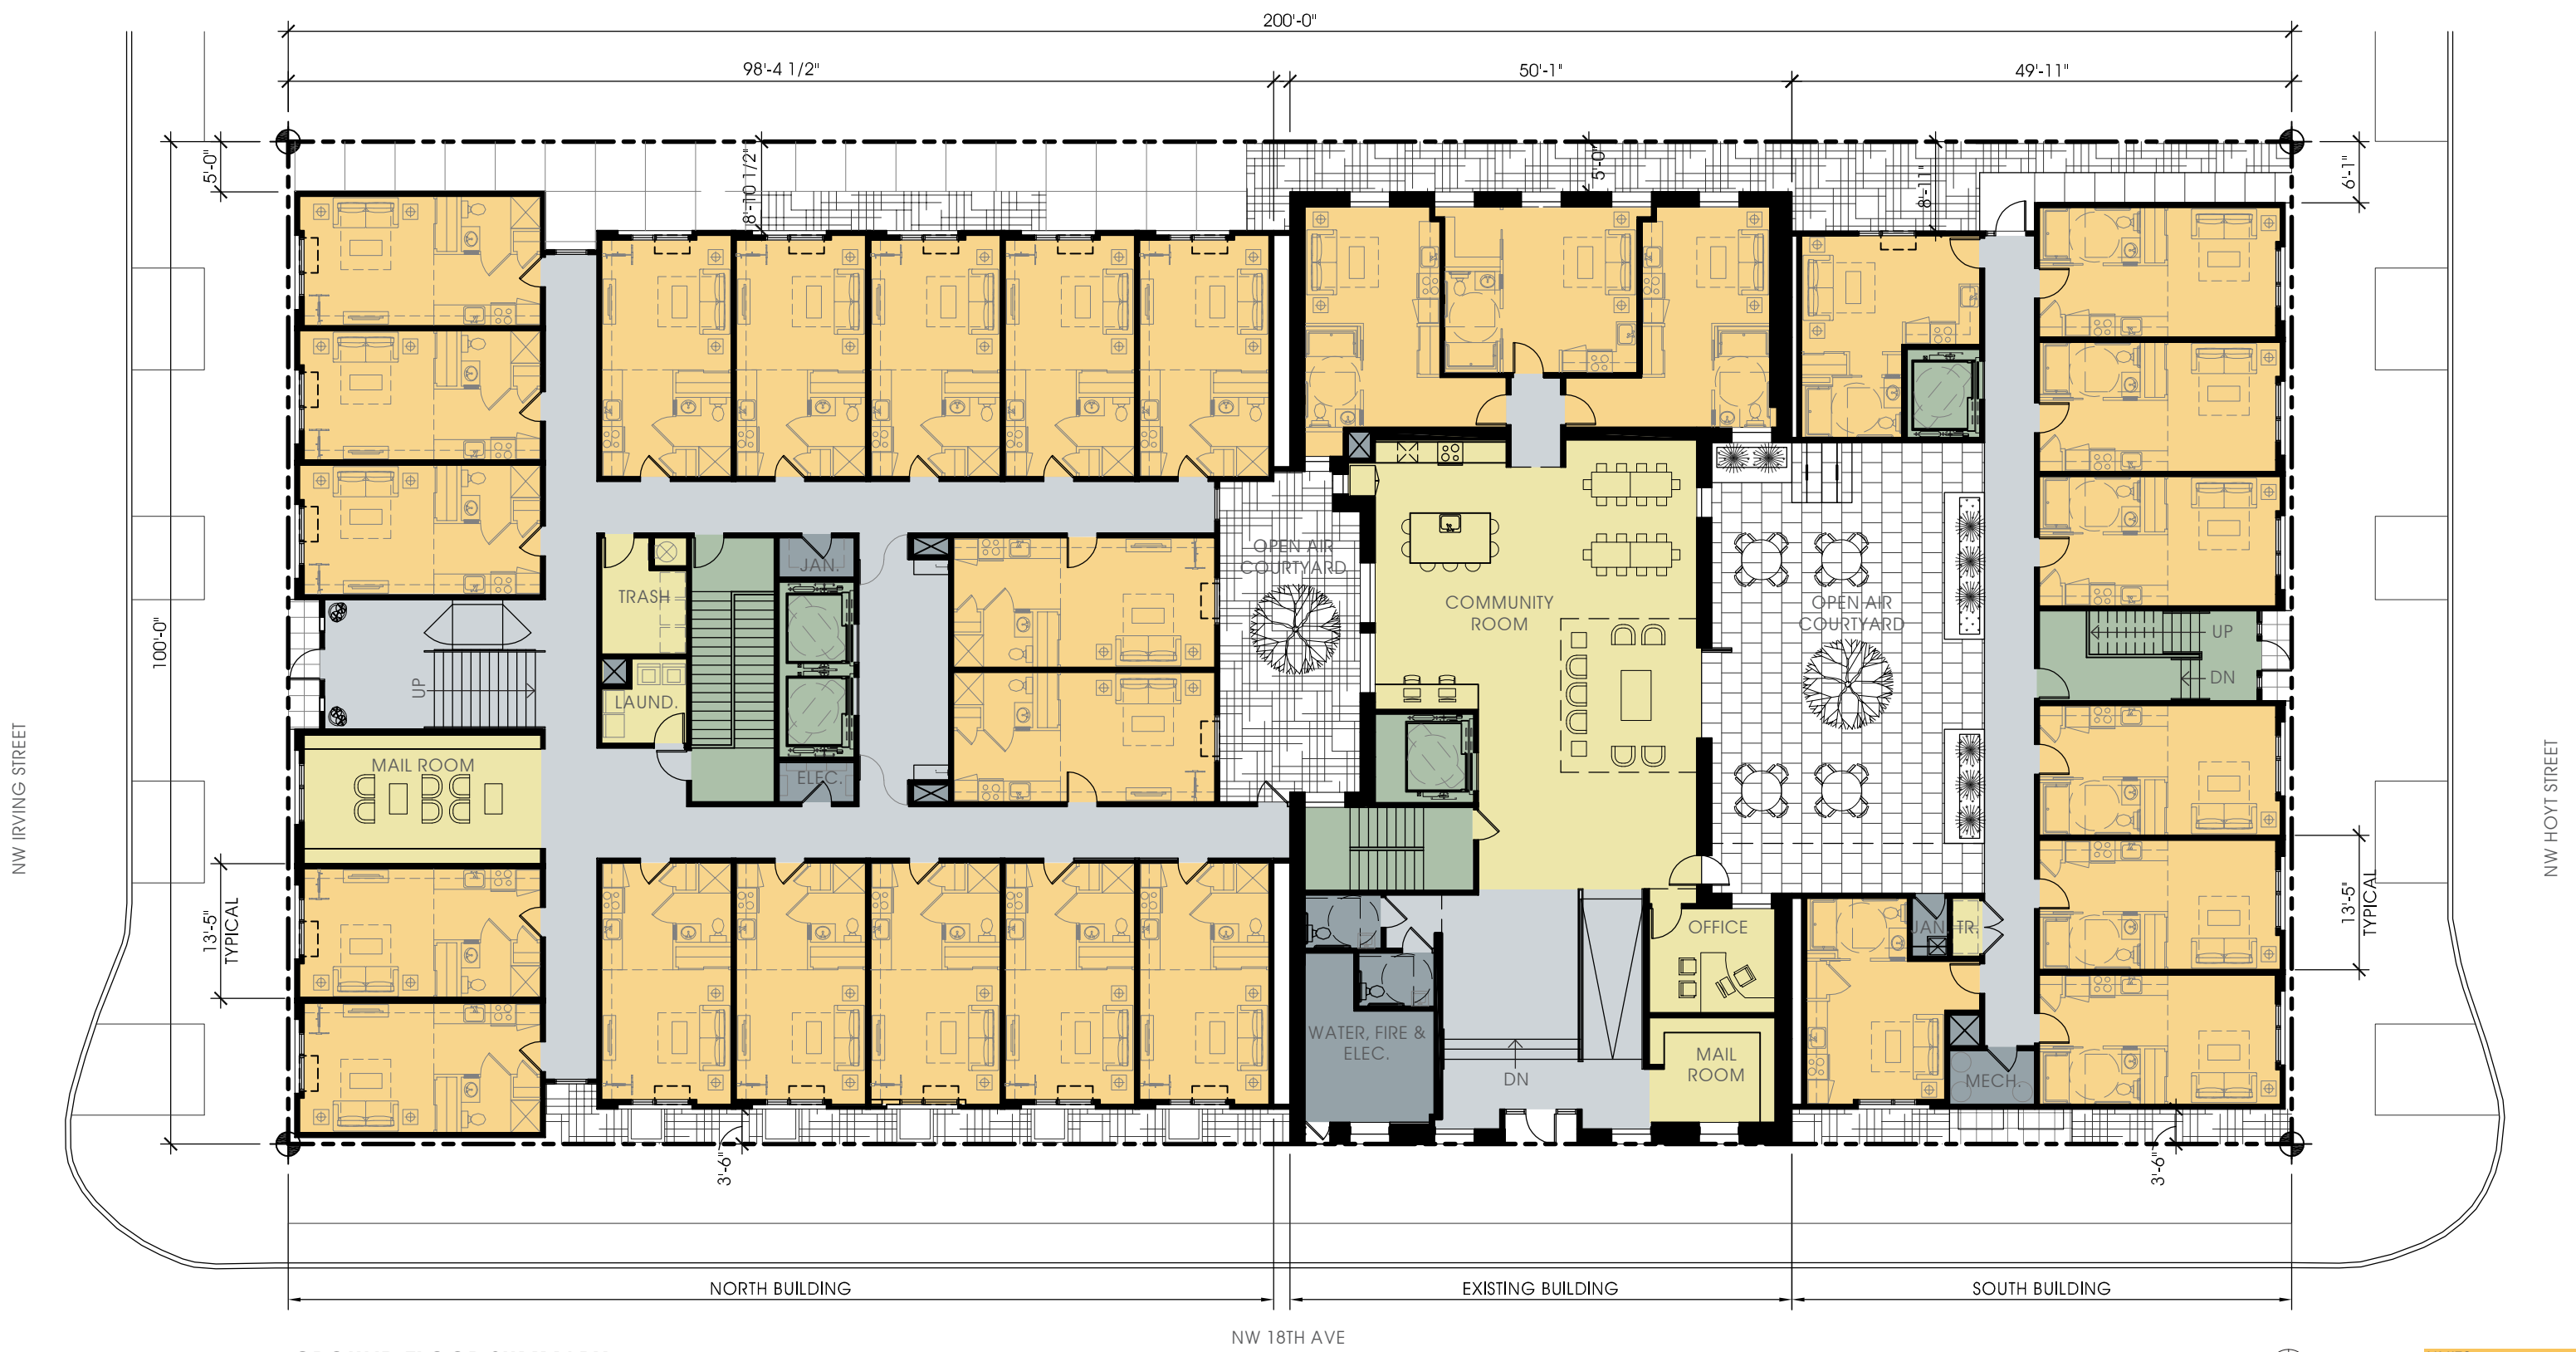 200'-0"
98'-4 1/2"
50'-1"
49'-11"
5'-0"
8'-10 1/2"
5'-0"
8'-11"
6'-1"
100'-0"
13'-5"
TYPICAL
NW IRVING STREET
UP
MAIL ROOM
TRASH
LAUND.
JAN.
ELEC.
OPEN AIR
COURTYARD
COMMUNITY
ROOM
OPEN AIR
COURTYARD
UP
DN
OFFICE
MAIL
ROOM
WATER, FIRE &
ELEC.
DN
JAN.
TR.
MECH.
13'-5"
TYPICAL
NW HOYT STREET
3'-6"
3'-6"
NORTH BUILDING
EXISTING BUILDING
SOUTH BUILDING
NW 18TH AVE